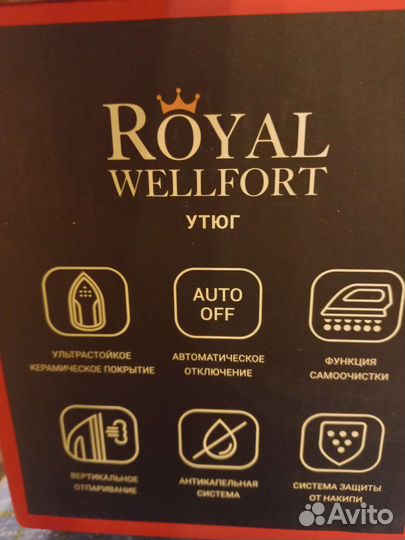 ROYAL
WELLFORT
УТЮГ
AUTO
OFF
УЛЬТРАСТОЙКОЕ
КЕРАМИЧЕСКОЕ ПОКРЫТИЕ
АВТОМАТИЧЕСКОЕ
ОТКЛЮЧЕНИЕ
ФУНКЦИЯ
САМООЧИСТКИ
ВЕРТИКАЛЬНОЕ
ОТПАРИВАНИЕ
АНТИКАПЕЛЬНАЯ
СИСТЕМА
СИСТЕМА ЗАЩИТЫ
ОТ НАКИПИ
Avito